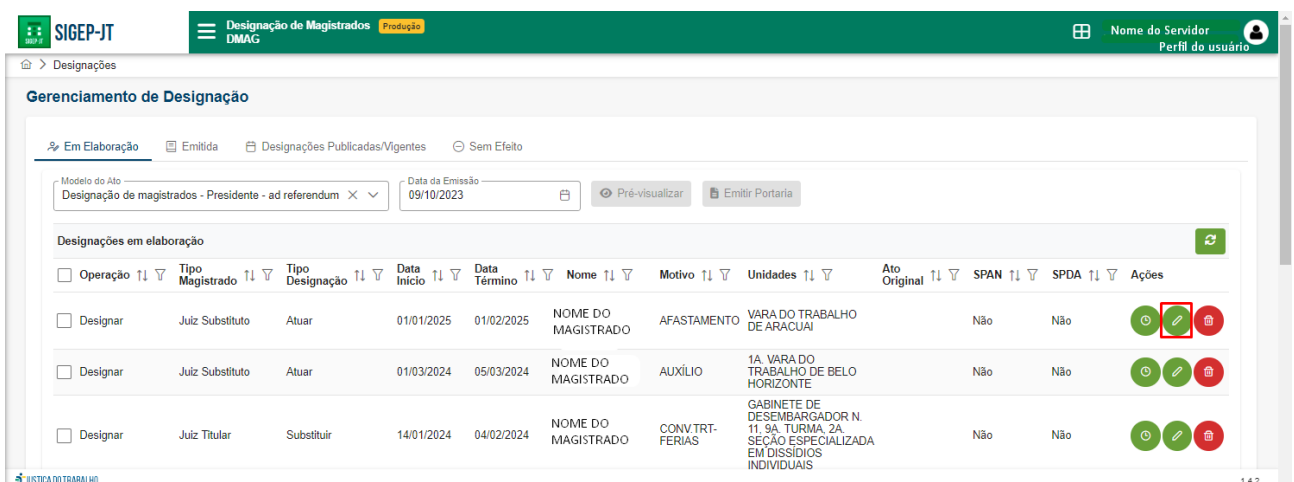 SIGEP-JT
Designação de Magistrados Produção
DMAG
Nome do Servidor
Perfil do usuário
Designações
Gerenciamento de Designação
Em Elaboração Emitida Designações Publicadas/Vigentes Sem Efeito
Modelo do Ato
Designação de magistrados - Presidente - ad referendum
Data da Emissão
09/10/2023
Pré-visualizar
Emitir Portaria
Designações em elaboração
Operação
Tipo
Magistrado
Tipo
Designação
Data
Início
Data
Término
Nome
Motivo
Unidades
Ato
Original
SPAN
SPDA
Ações
Designar
Juiz Substituto
Atuar
01/01/2025
01/02/2025
NOME DO
MAGISTRADO
AFASTAMENTO
VARA DO TRABALHO
DE ARACUAI
Não
Não
Designar
Juiz Substituto
Atuar
01/03/2024
05/03/2024
NOME DO
MAGISTRADO
AUXÍLIO
1A. VARA DO
TRABALHO DE BELO
HORIZONTE
Não
Não
Designar
Juiz Titular
Substituir
14/01/2024
04/02/2024
NOME DO
MAGISTRADO
CONV.TRT-
FERIAS
GABINETE DE
DESEMBARGADOR N.
11, 9A. TURMA, 2A.
SEÇÃO ESPECIALIZADA
EM DISSÍDIOS
INDIVIDUAIS
Não
Não
JUSTIÇA DO TRABALHO
1.4.2